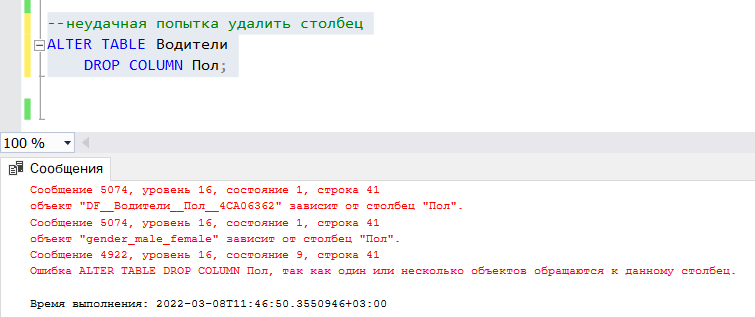 --неудачная попытка удалить столбец
ALTER TABLE Водители
DROP COLUMN Пол;
100 %
Сообщения
Сообщение 5074, уровень 16, состояние 1, строка 41
объект "DF__Водители__Пол__4CA06362" зависит от столбец "Пол".
Сообщение 5074, уровень 16, состояние 1, строка 41
объект "gender_male_female" зависит от столбец "Пол".
Сообщение 4922, уровень 16, состояние 9, строка 41
Ошибка ALTER TABLE DROP COLUMN Пол, так как один или несколько объектов обращаются к данному столбец.
Время выполнения: 2022-03-08T11:46:50.3550946+03:00